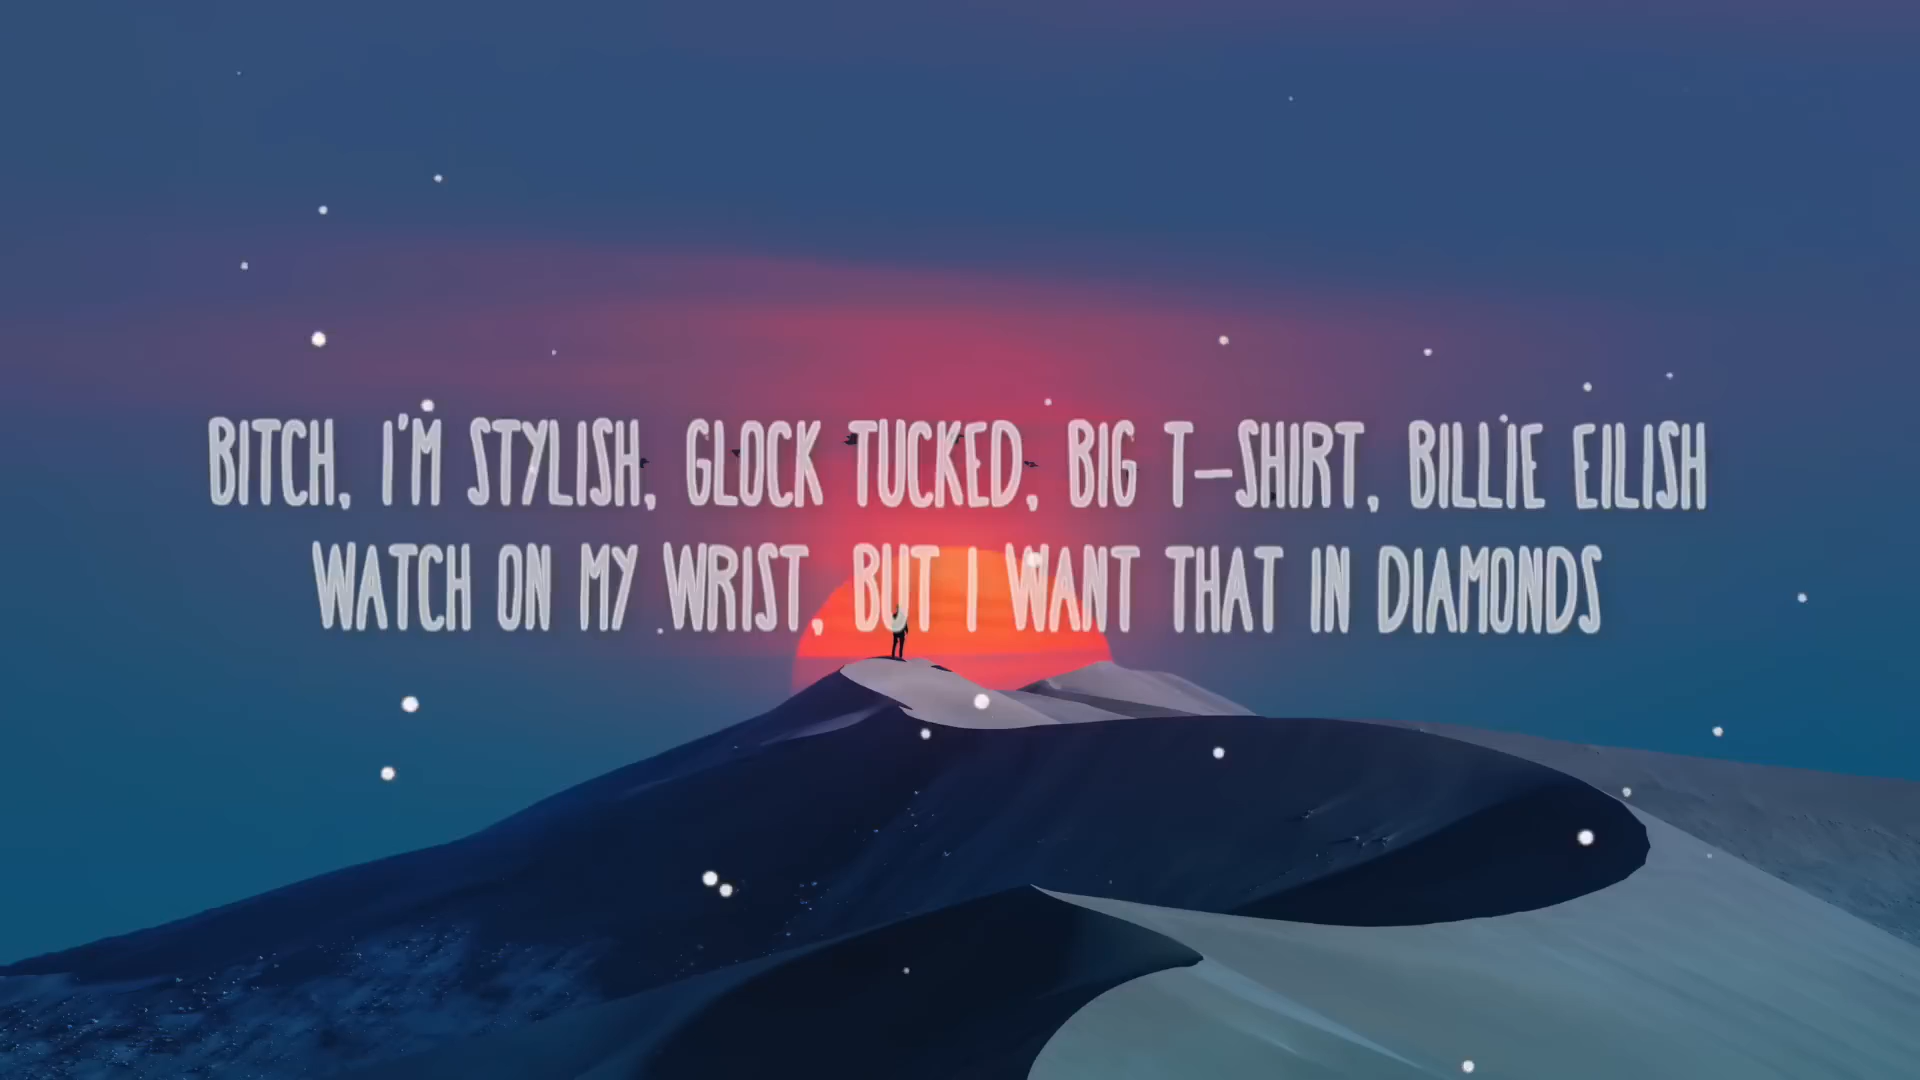 BITCH, I'M STYLISH, GLOCK TUCKED, BIG T-SHIRT, BILLIE EILISH
WATCH ON MY WRIST, BUT I WANT THAT IN DIAMONDS